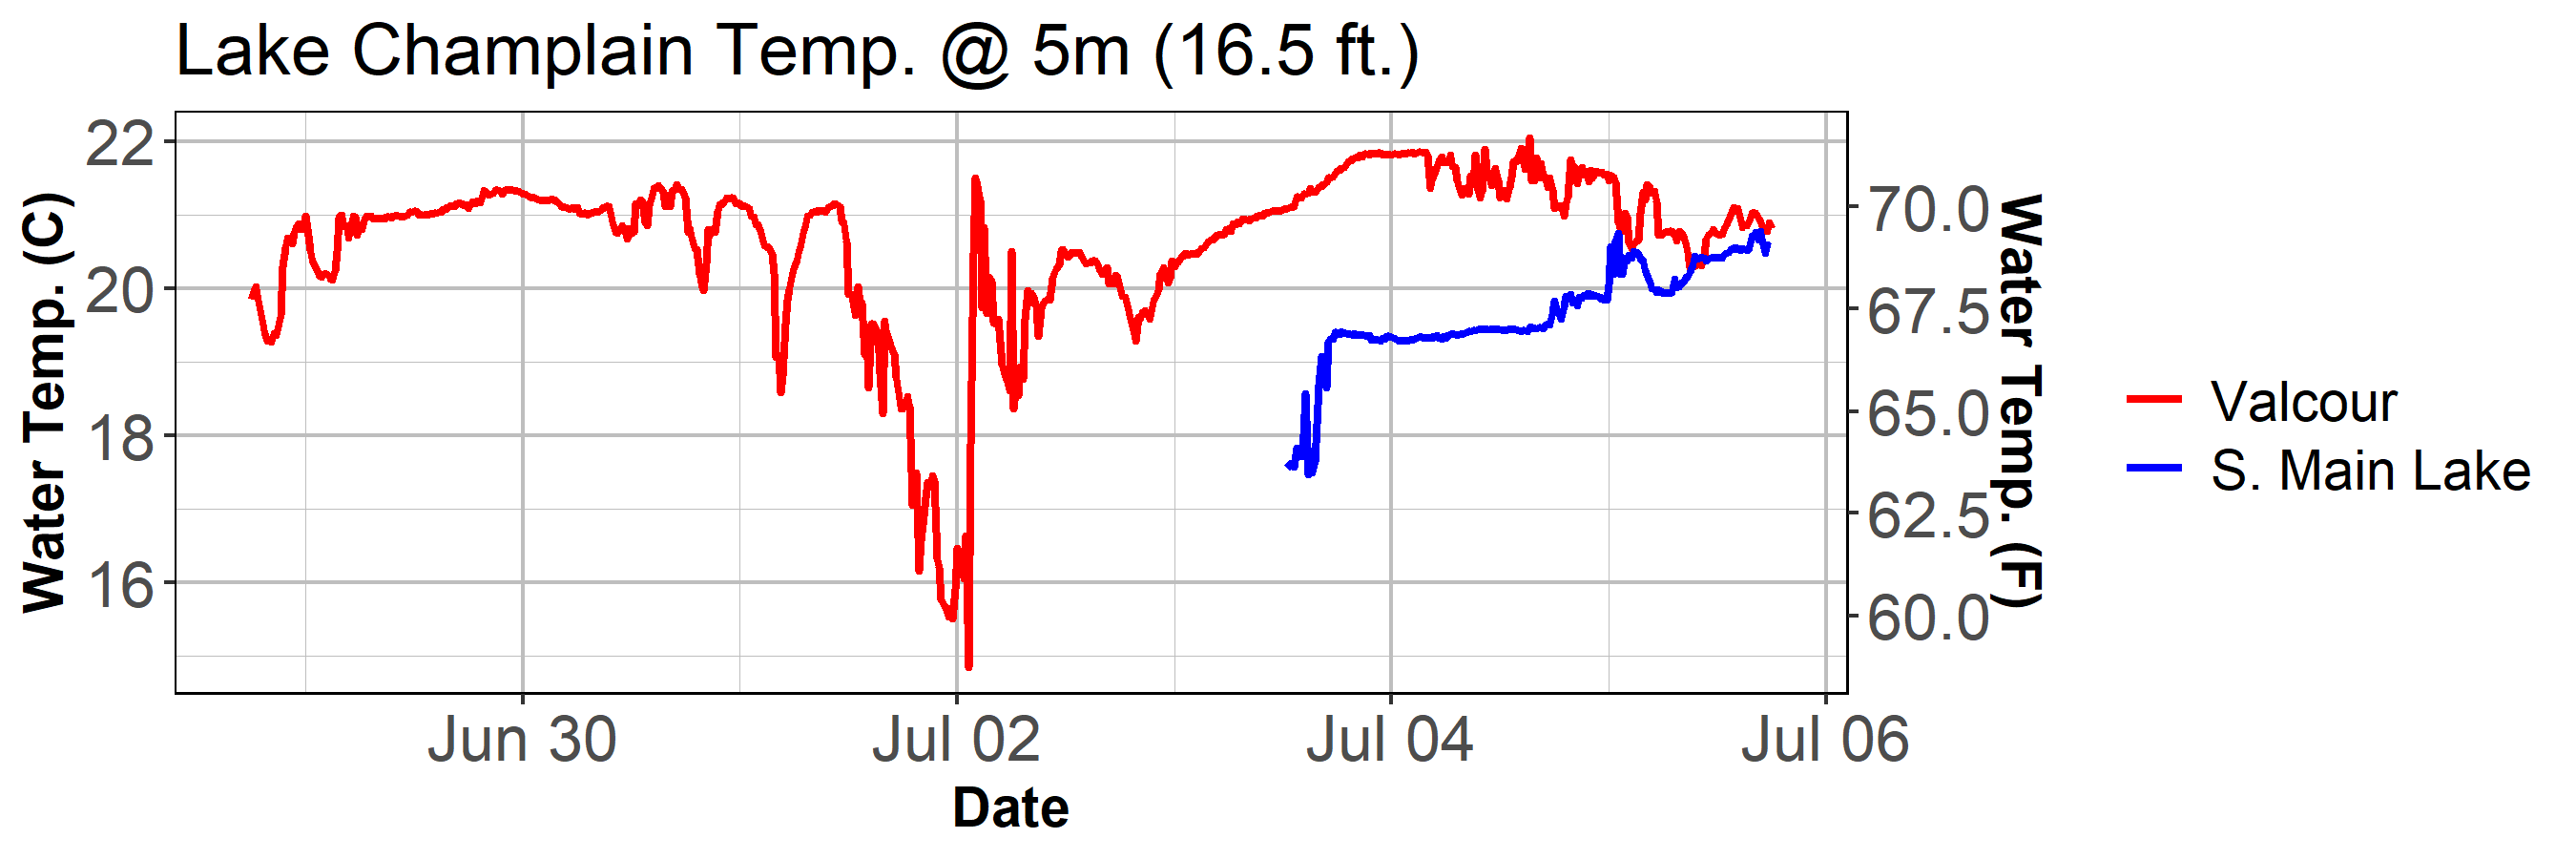 Lake Champlain Temp. @ 5m (16.5 ft.)
Water Temp. (C)
22
20
18
16
70.0
67.5
65.0
62.5
60.0
Water Temp. (F)
Valcour
S. Main Lake
Jun 30
Jul 02
Jul 04
Jul 06
Date